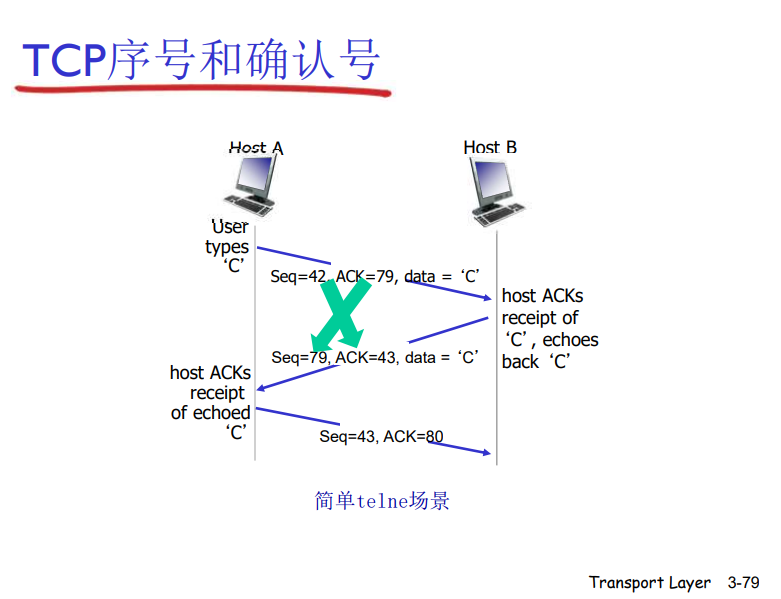 TCP序号和确认号
Host A
Host B
User
types
‘C’
Seq=42, ACK=79, data = ‘C’
host ACKs
receipt of
‘C’, echoes
back ‘C’
Seq=79, ACK=43, data = ‘C’
host ACKs
receipt
of echoed
‘C’
Seq=43, ACK=80
简单telne场景
Transport Layer 3-79